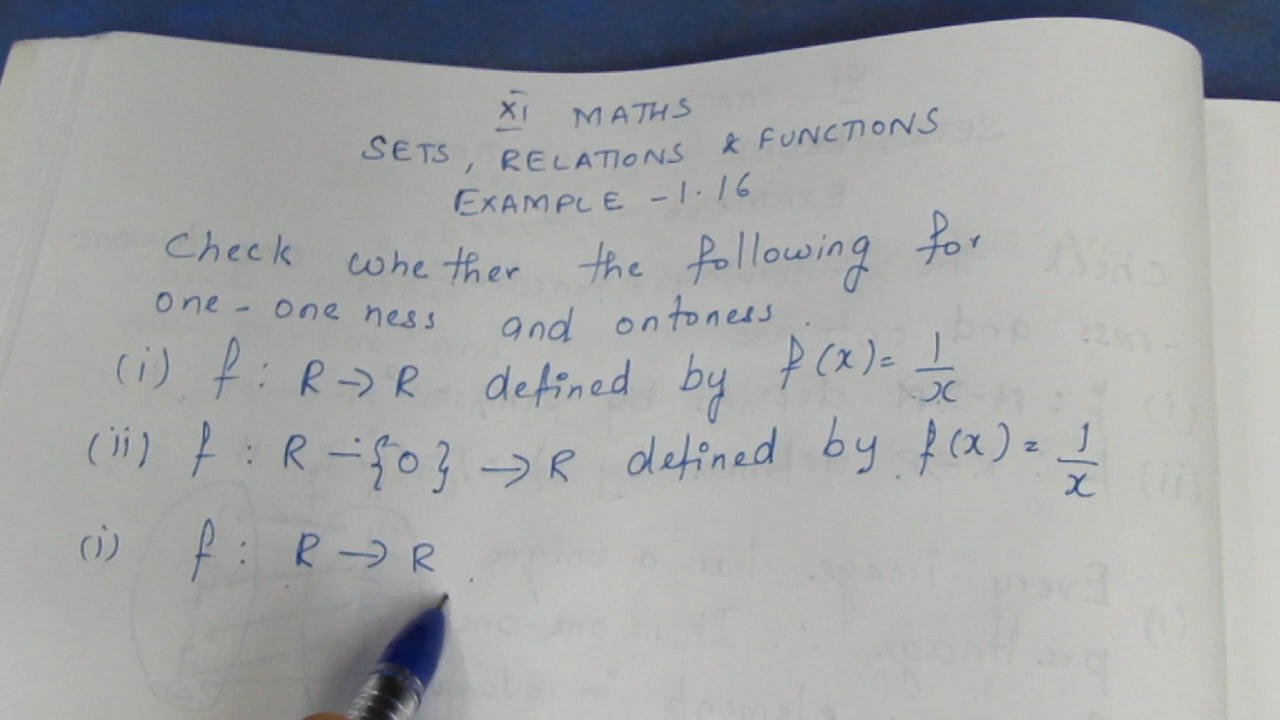 XI MATHS
SETS, RELATIONS & FUNCTIONS
EXAMPLE - 1.16
Check whether the following for
one-one ness and ontoness.
(i) f : R → R defined by f(x) = 1/x
(ii) f : R - {0} → R defined by f(x) = 1/x
(i) f : R → R